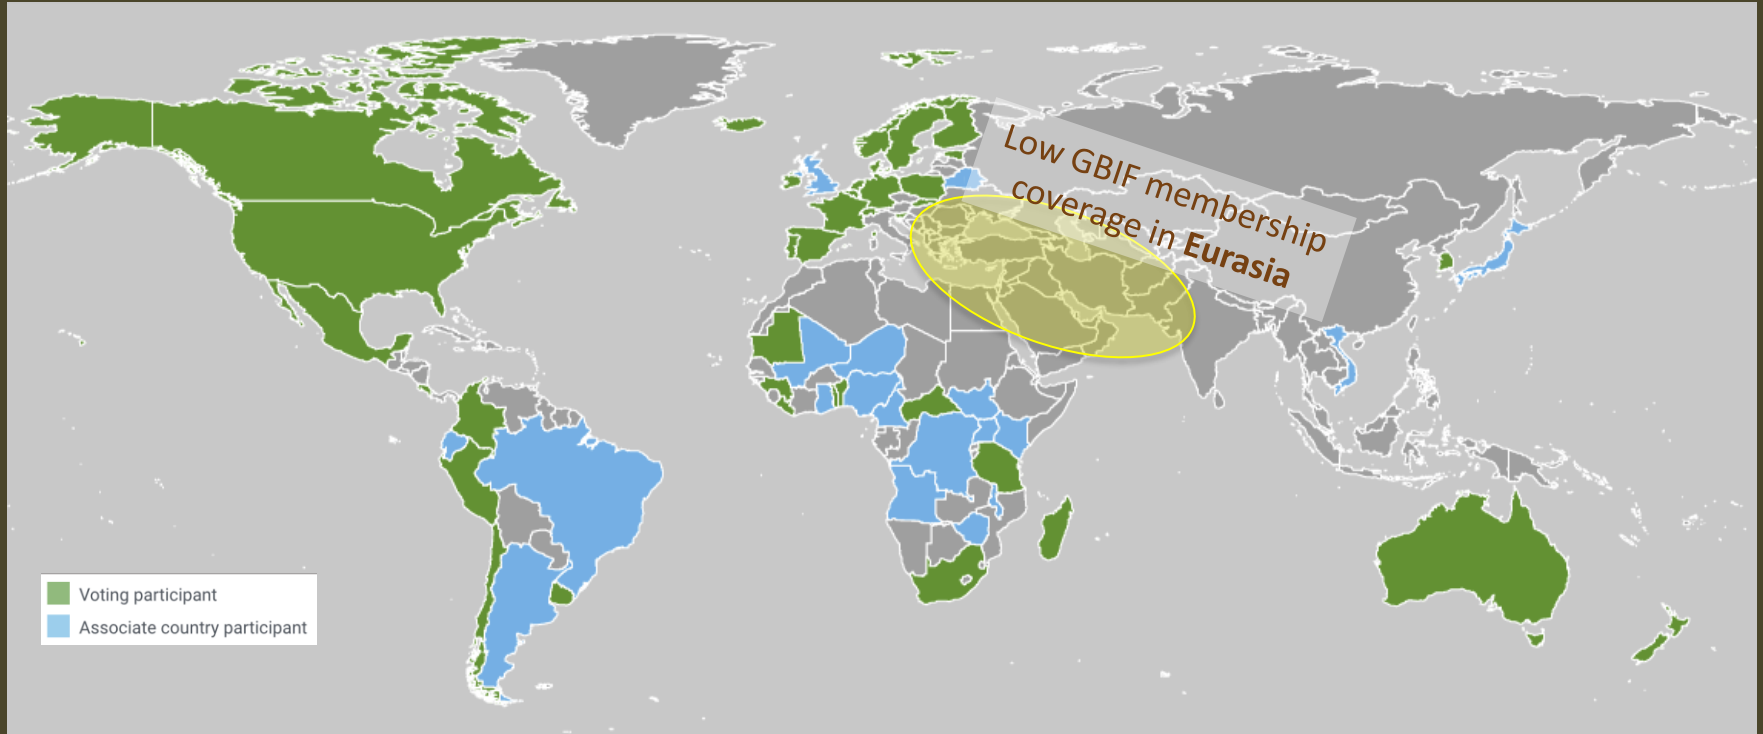 Low GBIF membership
coverage in Eurasia
Voting participant
Associate country participant